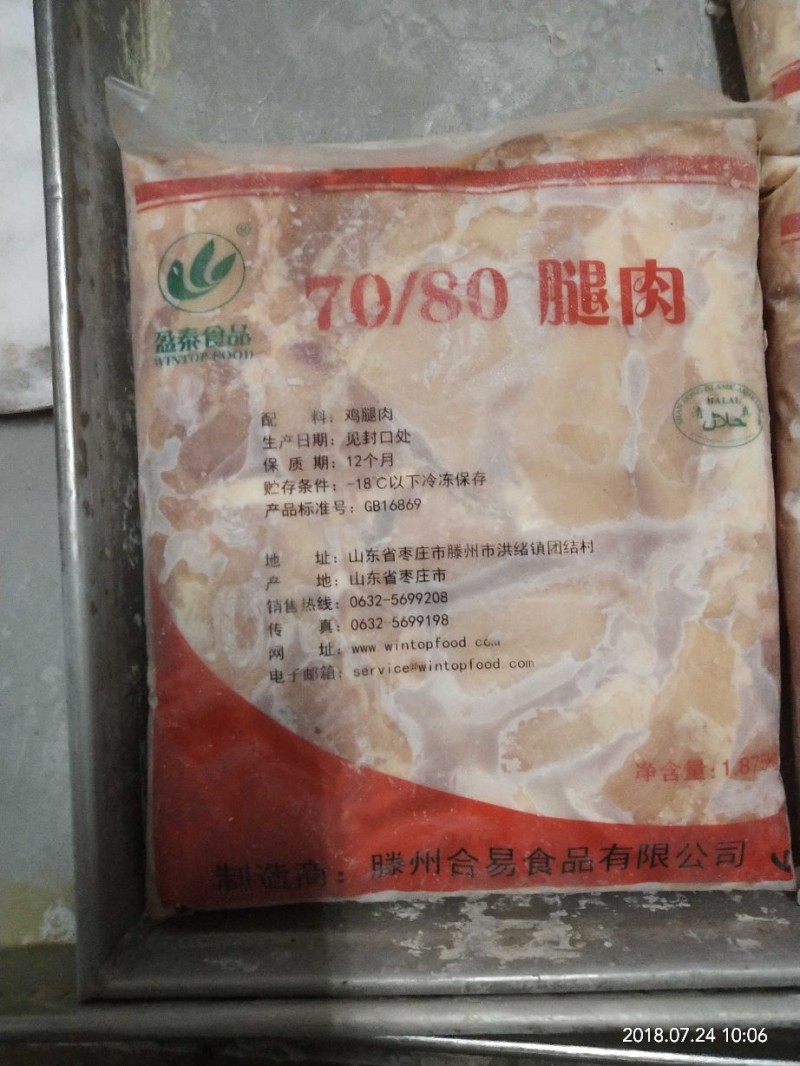 ®
盈泰食品
WINTOP FOOD
70/80 腿肉
HALAL
清 真
حلال
配 料：鸡腿肉
生产日期：见封口处
保 质 期：12个月
贮存条件：-18℃以下冷冻保存
产品标准号：GB16869
地 址：山东省枣庄市滕州市洪绪镇团结村
产 地：山东省枣庄市
销售热线：0632-5699208
传 真：0632-5699198
网 址：www.wintopfood.com
电子邮箱：service@wintopfood.com
净含量：1.875
制造商：滕州合易食品有限公司
2018.07.24 10:06